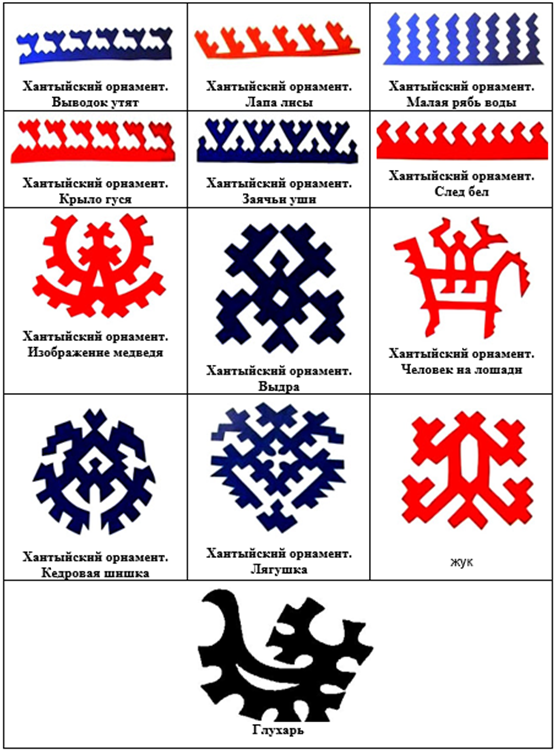 Хантыйский орнамент.
Выводок утят
Хантыйский орнамент.
Лапа лисы
Хантыйский орнамент.
Малая рябь воды
Хантыйский орнамент.
Крыло гуся
Хантыйский орнамент.
Заячьи уши
Хантыйский орнамент.
След бел
Хантыйский орнамент.
Изображение медведя
Хантыйский орнамент.
Выдра
Хантыйский орнамент.
Человек на лошади
Хантыйский орнамент.
Кедровая шишка
Хантыйский орнамент.
Лягушка
жук
Глухарь